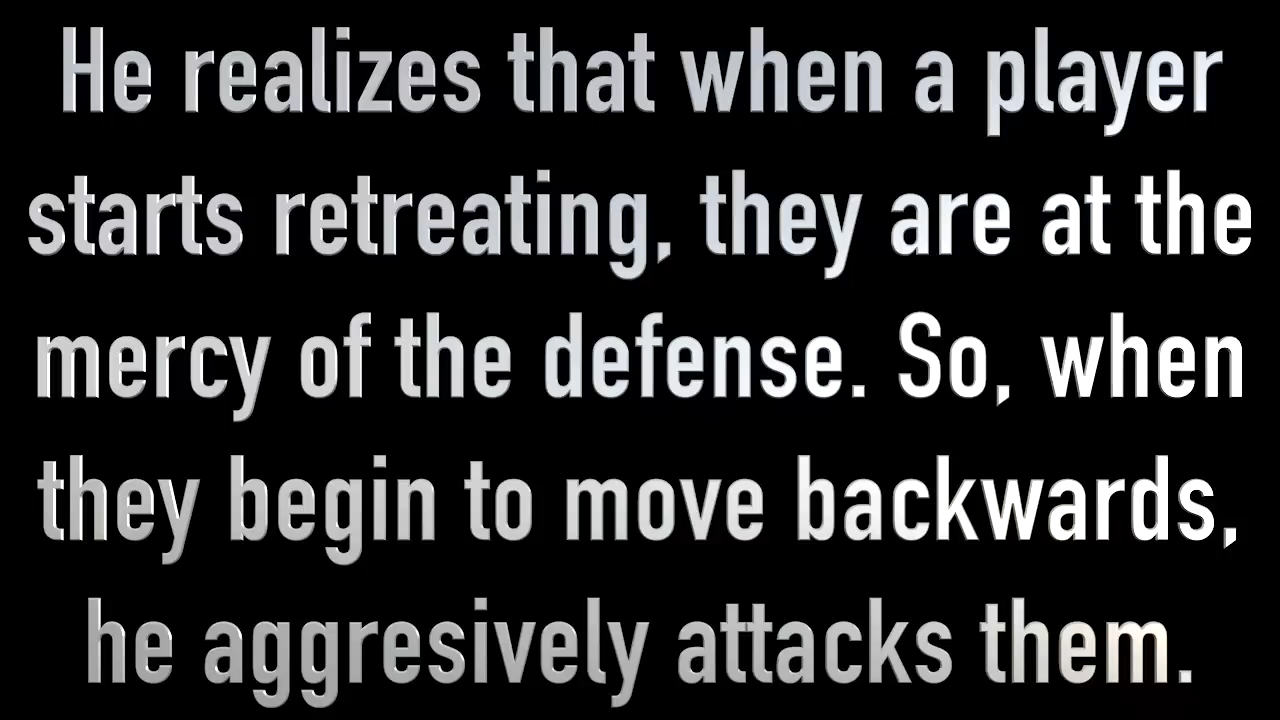 He realizes that when a player
starts retreating, they are at the
mercy of the defense. So, when
they begin to move backwards,
he aggresively attacks them.